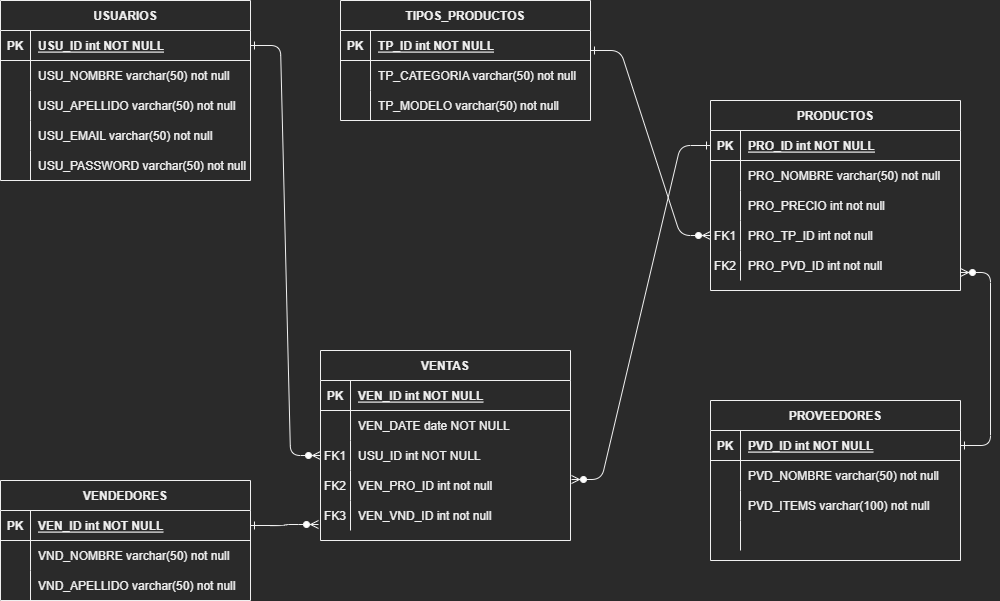 USUARIOS
PK USU_ID int NOT NULL
USU_NOMBRE varchar(50) not null
USU_APELLIDO varchar(50) not null
USU_EMAIL varchar(50) not null
USU_PASSWORD varchar(50) not null
TIPOS_PRODUCTOS
PK TP_ID int NOT NULL
TP_CATEGORIA varchar(50) not null
TP_MODELO varchar(50) not null
PRODUCTOS
PK PRO_ID int NOT NULL
PRO_NOMBRE varchar(50) not null
PRO_PRECIO int not null
FK1 PRO_TP_ID int not null
FK2 PRO_PVD_ID int not null
VENTAS
PK VEN_ID int NOT NULL
VEN_DATE date NOT NULL
FK1 USU_ID int NOT NULL
FK2 VEN_PRO_ID int not null
FK3 VEN_VND_ID int not null
PROVEEDORES
PK PVD_ID int NOT NULL
PVD_NOMBRE varchar(50) not null
PVD_ITEMS varchar(100) not null
VENDEDORES
PK VEN_ID int NOT NULL
VND_NOMBRE varchar(50) not null
VND_APELLIDO varchar(50) not null